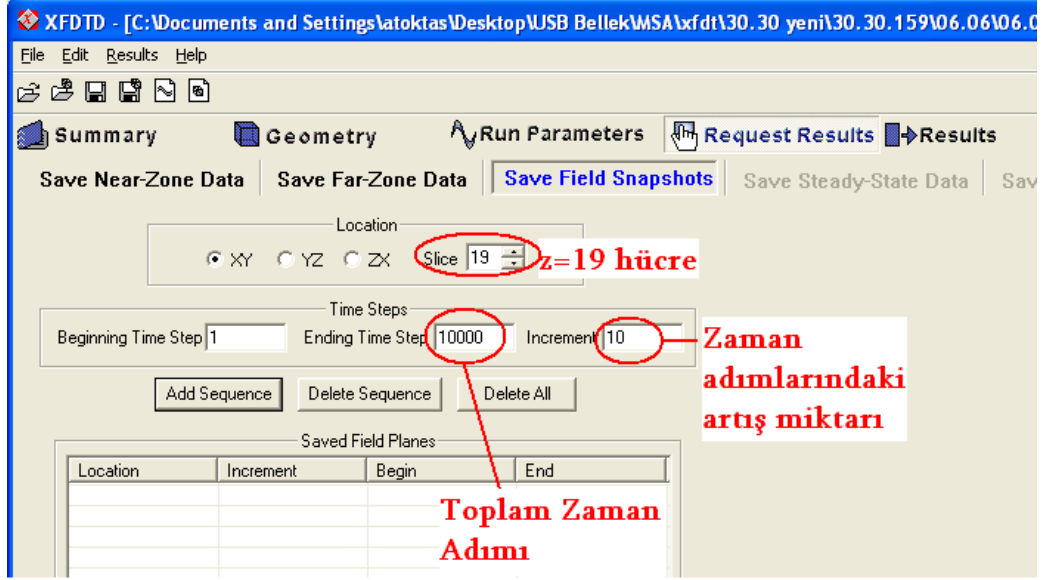 XFDTD - [C:\Documents and Settings\atoktas\Desktop\USB Bellek\MSA\xfdt\30.30 yeni\30.30.159\06.06\06.0
File Edit Results Help
Summary Geometry Run Parameters Request Results Results
Save Near-Zone Data Save Far-Zone Data Save Field Snapshots Save Steady-State Data Sav
Location
XY YZ ZX Slice 19 z=19 hücre
Time Steps
Beginning Time Step 1 Ending Time Step 10000 Increment 10
Zaman
adımlarındaki
artış miktarı
Add Sequence Delete Sequence Delete All
Saved Field Planes
Location Increment Begin End
Toplam Zaman
Adımı